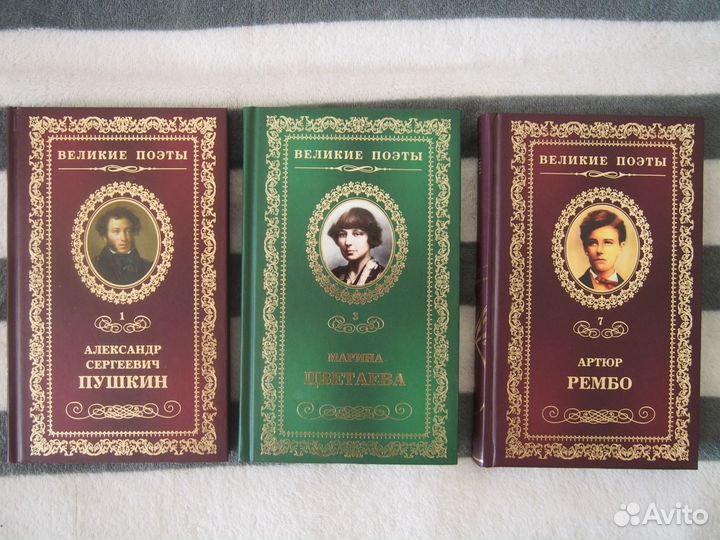 ВЕЛИКИЕ ПОЭТЫ
1
АЛЕКСАНДР
СЕРГЕЕВИЧ
ПУШКИН
ВЕЛИКИЕ ПОЭТЫ
3
МАРИНА
ЦВЕТАЕВА
ВЕЛИКИЕ ПОЭТЫ
7
АРТЮР
РЕМБО
Avito